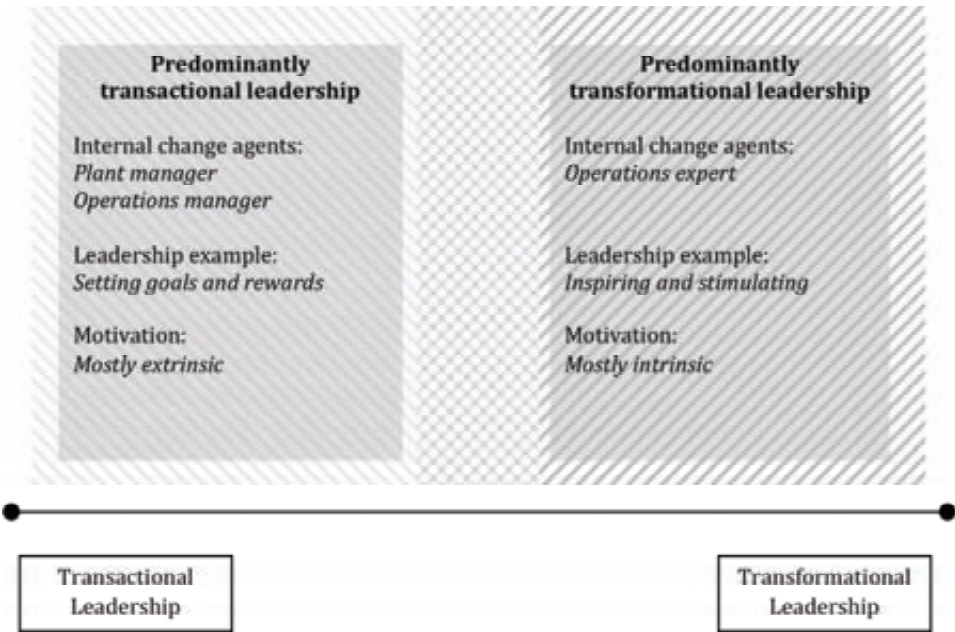 Predominantly
transactional leadership
Internal change agents:
Plant manager
Operations manager
Leadership example:
Setting goals and rewards
Motivation:
Mostly extrinsic
Predominantly
transformational leadership
Internal change agents:
Operations expert
Leadership example:
Inspiring and stimulating
Motivation:
Mostly intrinsic
Transactional
Leadership
Transformational
Leadership